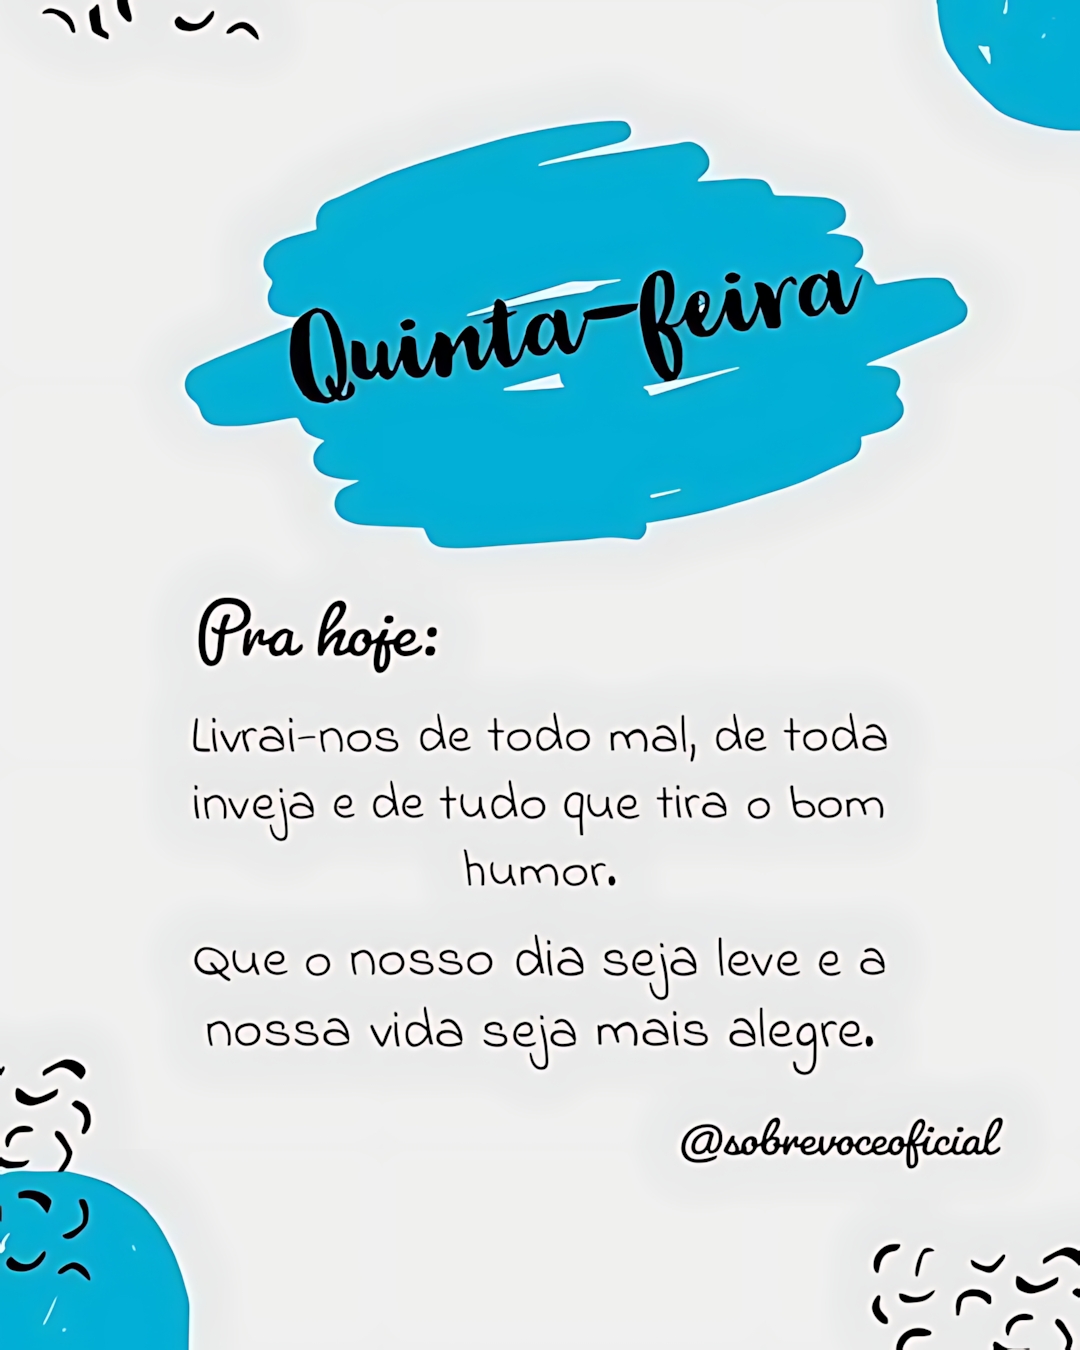 Quinta-feira
Pra hoje:
Livrai-nos de todo mal, de toda
inveja e de tudo que tira o bom
humor.
Que o nosso dia seja leve e a
nossa vida seja mais alegre.
@sobrevoceoficial